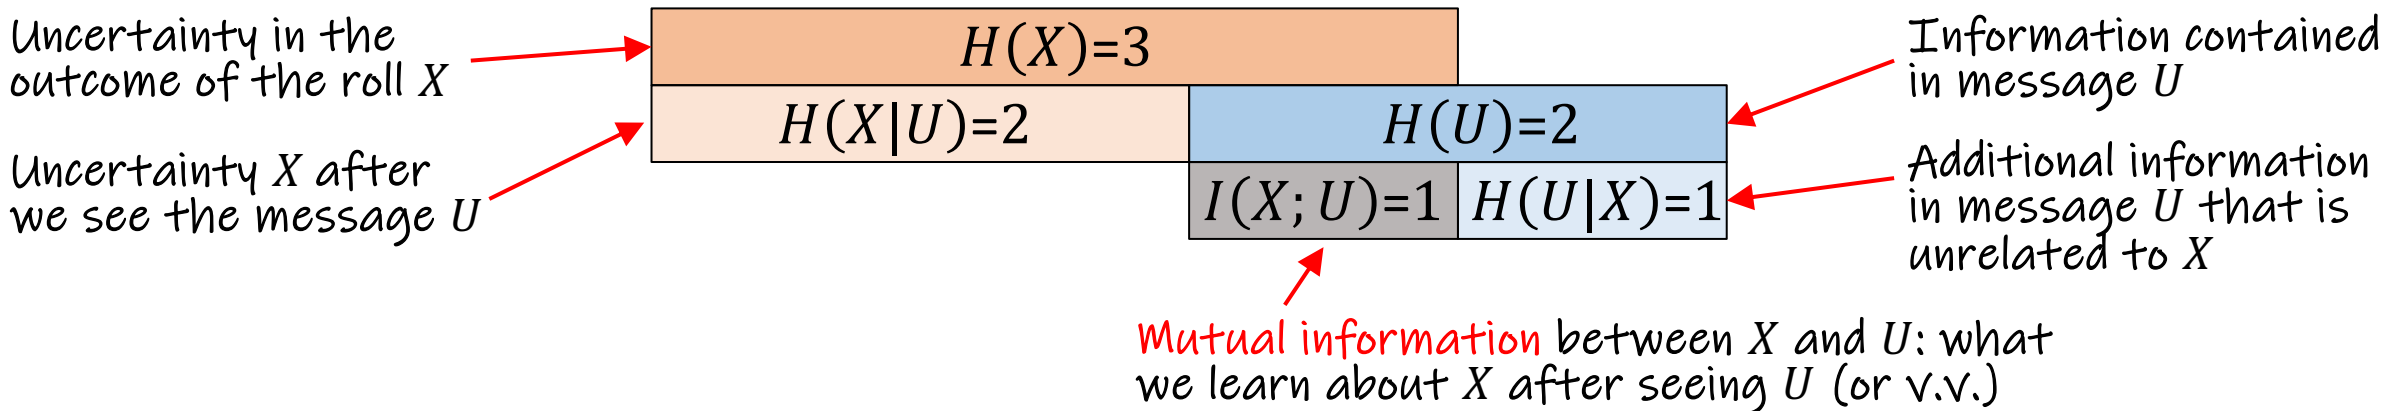 Uncertainty in the
outcome of the roll X
Uncertainty X after
we see the message U
H(X)=3
H(X|U)=2
H(U)=2
I(X; U)=1
H(U|X)=1
Information contained
in message U
Additional information
in message U that is
unrelated to X
Mutual information between X and U: what
we learn about X after seeing U (or v.v.)